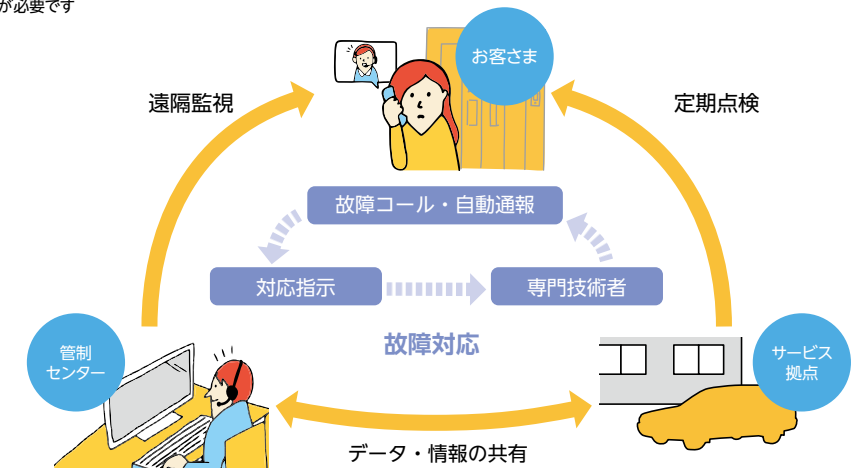 が必要です
お客さま
遠隔監視
定期点検
故障コール・自動通報
対応指示
専門技術者
故障対応
管制
センター
サービス
拠点
データ・情報の共有